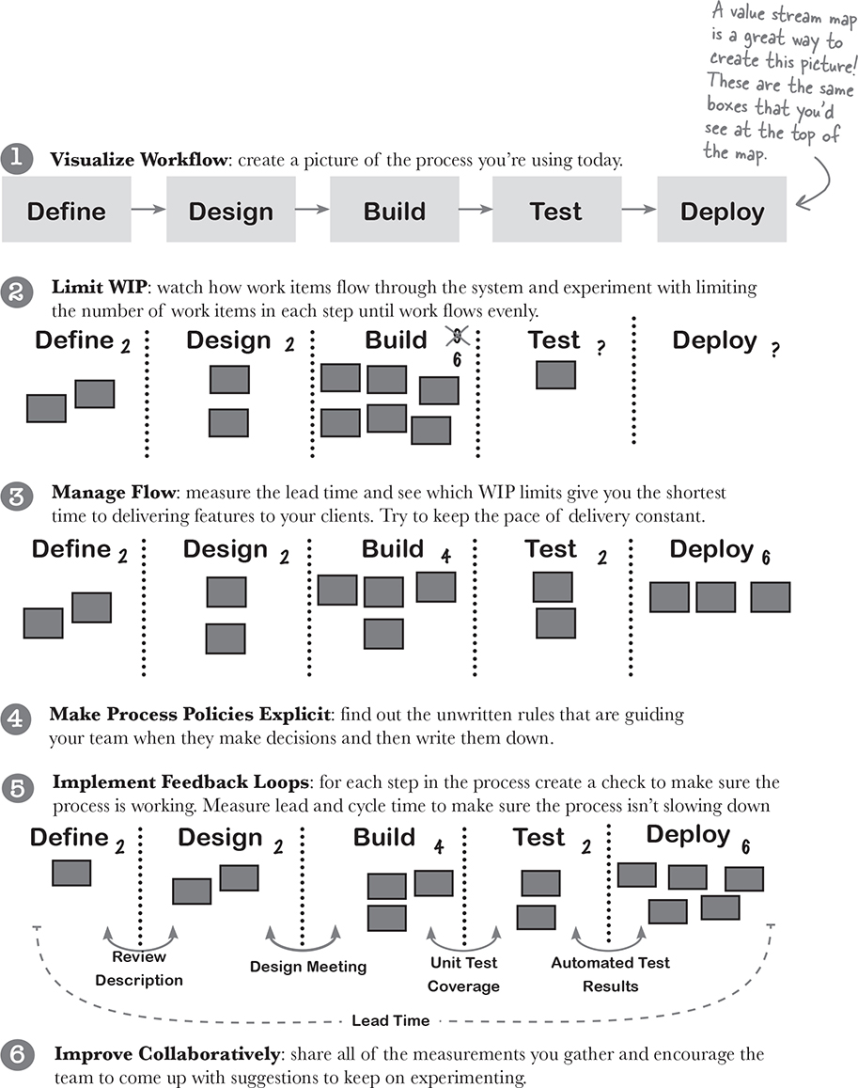 A value stream map
is a great way to
create this picture!
These are the same
boxes that you'd
see at the top of
the map.
1 Visualize Workflow: create a picture of the process you're using today.
Define Design Build Test Deploy
2 Limit WIP: watch how work items flow through the system and experiment with limiting
the number of work items in each step until work flows evenly.
Define 2 Design 2 Build Test ? Deploy ?
6
3 Manage Flow: measure the lead time and see which WIP limits give you the shortest
time to delivering features to your clients. Try to keep the pace of delivery constant.
Define 2 Design 2 Build 4 Test 2 Deploy 6
4 Make Process Policies Explicit: find out the unwritten rules that are guiding
your team when they make decisions and then write them down.
5 Implement Feedback Loops: for each step in the process create a check to make sure the
process is working. Measure lead and cycle time to make sure the process isn't slowing down
Define 2 Design 2 Build 4 Test 2 Deploy 6
Review
Description
Design Meeting
Unit Test
Coverage
Automated Test
Results
Lead Time
6 Improve Collaboratively: share all of the measurements you gather and encourage the
team to come up with suggestions to keep on experimenting.